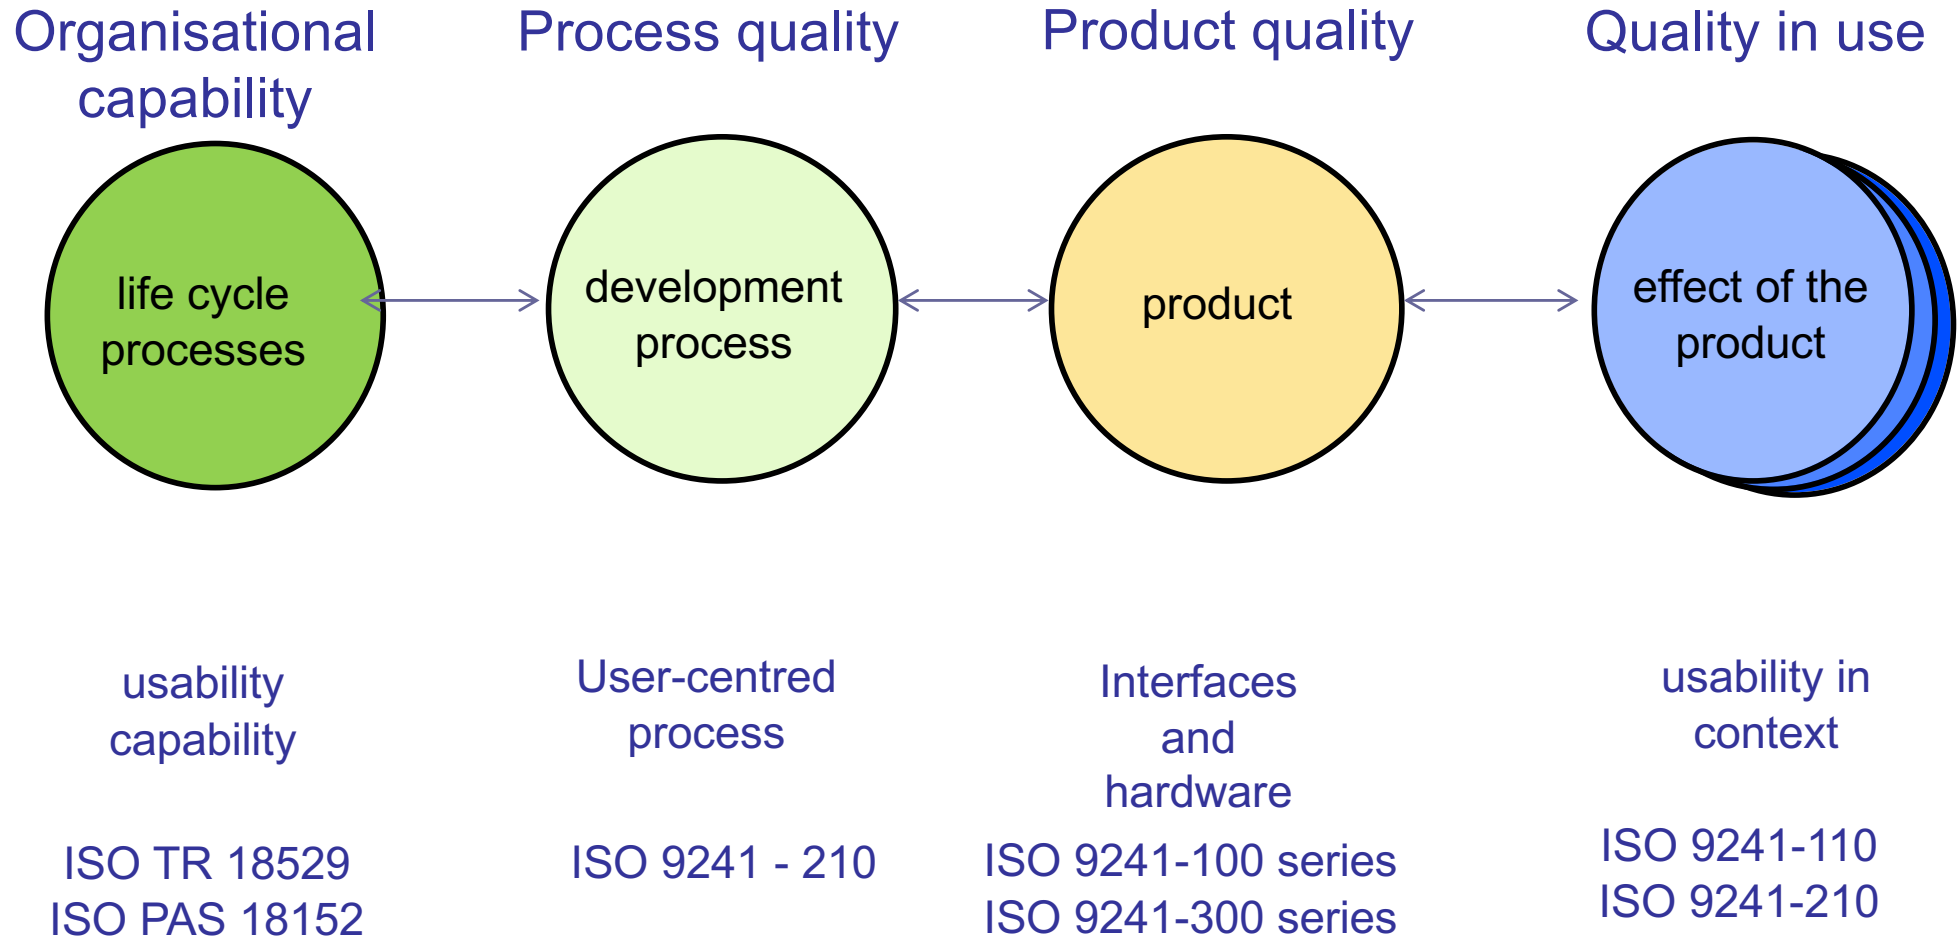 Organisational
capability
Process quality
Product quality
Quality in use
life cycle
processes
development
process
product
effect of the
product
usability
capability
User-centred
process
Interfaces
and
hardware
usability in
context
ISO TR 18529
ISO PAS 18152
ISO 9241 - 210
ISO 9241-100 series
ISO 9241-300 series
ISO 9241-110
ISO 9241-210